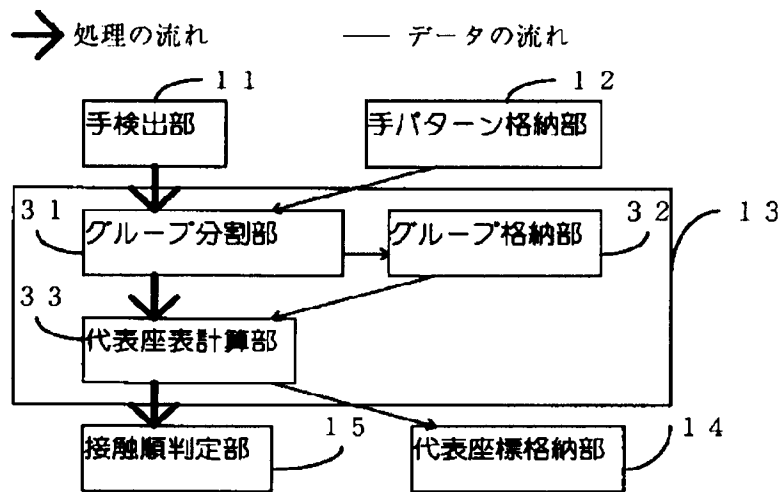 処理の流れ データの流れ
11 12
手検出部 手パターン格納部
31 32 13
グループ分割部 グループ格納部
33
代表座表計算部
15 14
接触順判定部 代表座標格納部